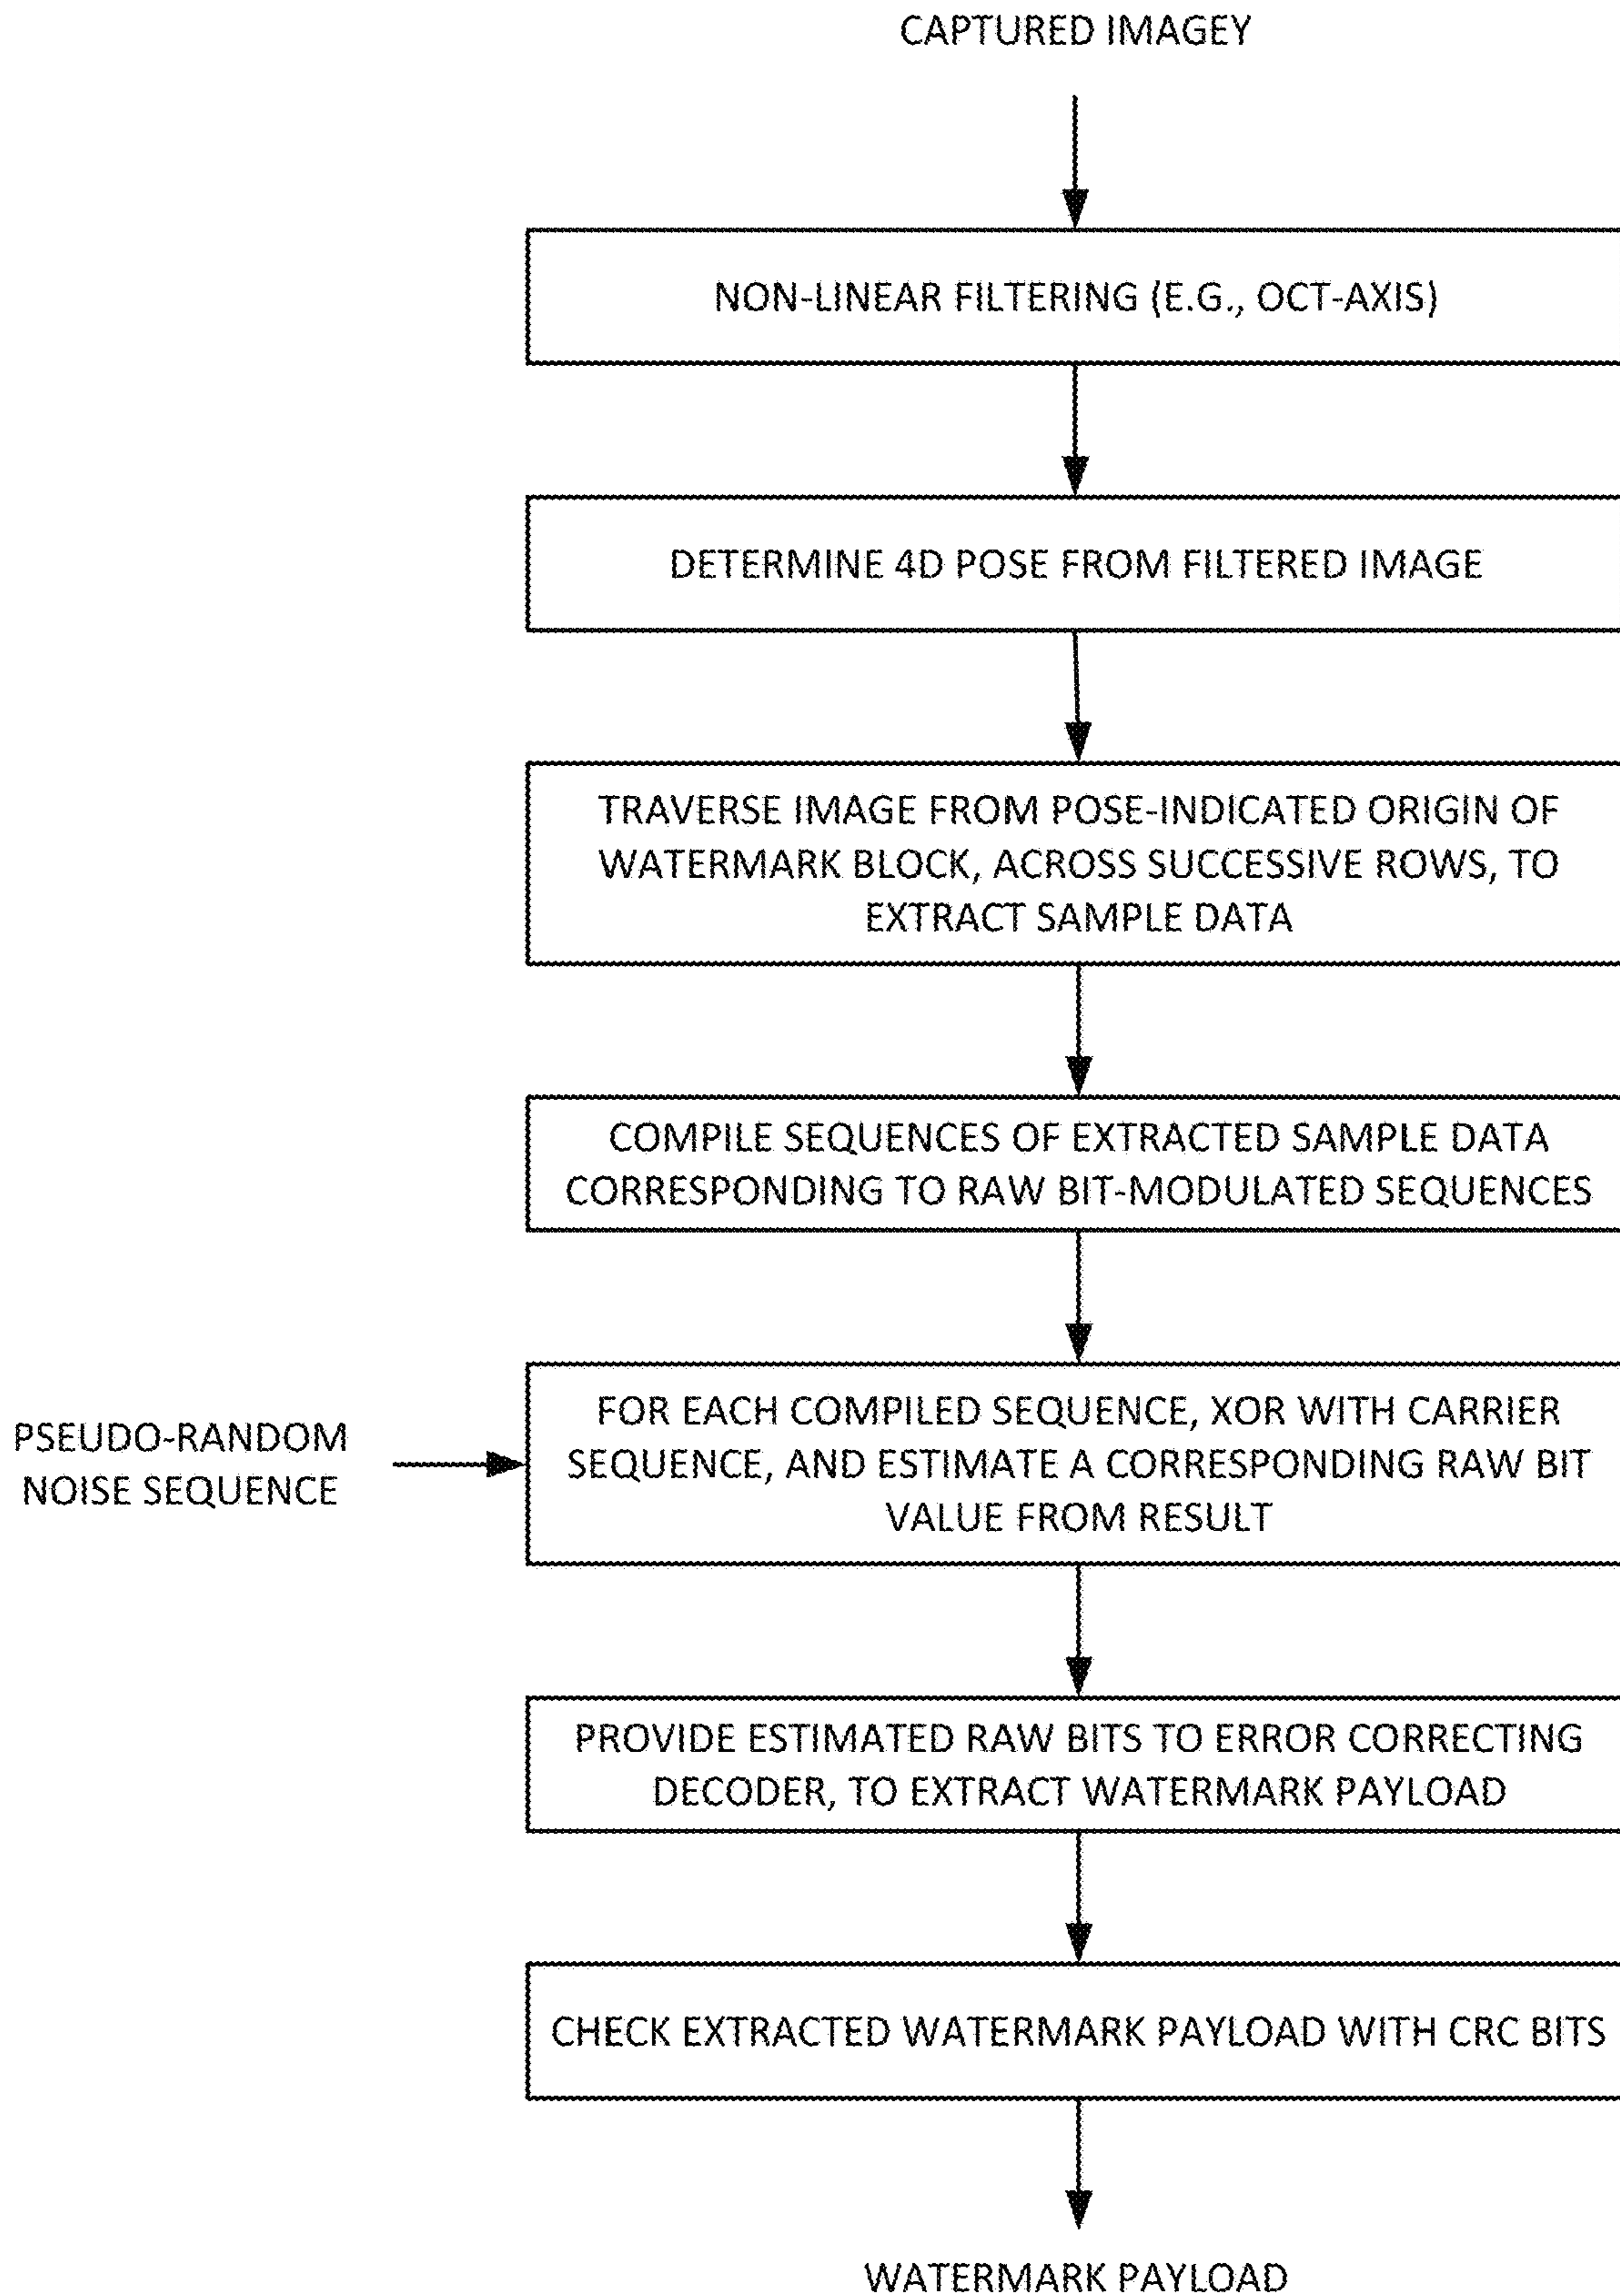 CAPTURED IMAGEY
NON-LINEAR FILTERING (E.G., OCT-AXIS)
DETERMINE 4D POSE FROM FILTERED IMAGE
TRAVERSE IMAGE FROM POSE-INDICATED ORIGIN OF
WATERMARK BLOCK, ACROSS SUCCESSIVE ROWS, TO
EXTRACT SAMPLE DATA
COMPILE SEQUENCES OF EXTRACTED SAMPLE DATA
CORRESPONDING TO RAW BIT-MODULATED SEQUENCES
PSEUDO-RANDOM
NOISE SEQUENCE
FOR EACH COMPILED SEQUENCE, XOR WITH CARRIER
SEQUENCE, AND ESTIMATE A CORRESPONDING RAW BIT
VALUE FROM RESULT
PROVIDE ESTIMATED RAW BITS TO ERROR CORRECTING
DECODER, TO EXTRACT WATERMARK PAYLOAD
CHECK EXTRACTED WATERMARK PAYLOAD WITH CRC BITS
WATERMARK PAYLOAD